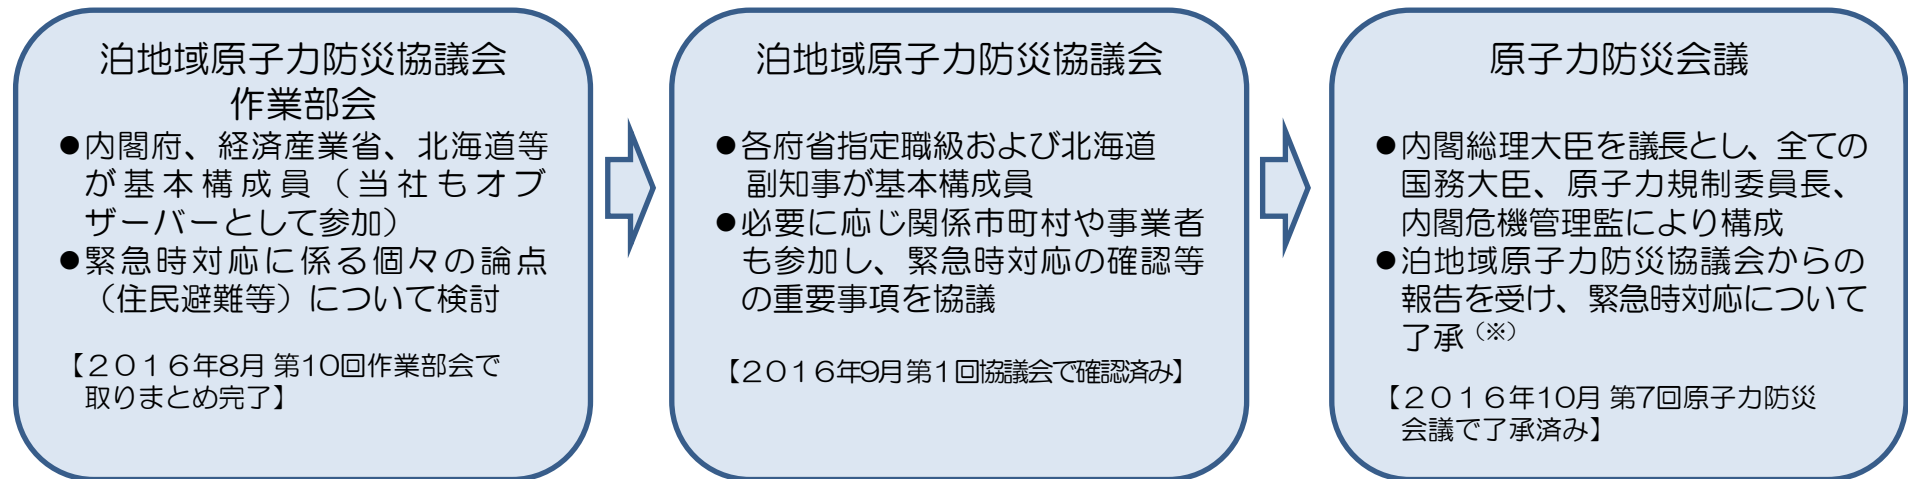 泊地域原子力防災協議会
作業部会
●内閣府、経済産業省、北海道等
が基本構成員（当社もオブ
ザーバーとして参加）
●緊急時対応に係る個々の論点
（住民避難等）について検討
【２０１６年8月 第10回作業部会で
取りまとめ完了】
泊地域原子力防災協議会
●各府省指定職級および北海道
副知事が基本構成員
●必要に応じ関係市町村や事業者
も参加し、緊急時対応の確認等
の重要事項を協議
【２０１６年9月 第１回協議会で確認済み】
原子力防災会議
●内閣総理大臣を議長とし、全ての
国務大臣、原子力規制委員長、
内閣危機管理監により構成
●泊地域原子力防災協議会からの
報告を受け、緊急時対応について
了承（※）
【２０１６年10月 第7回原子力防災
会議で了承済み】